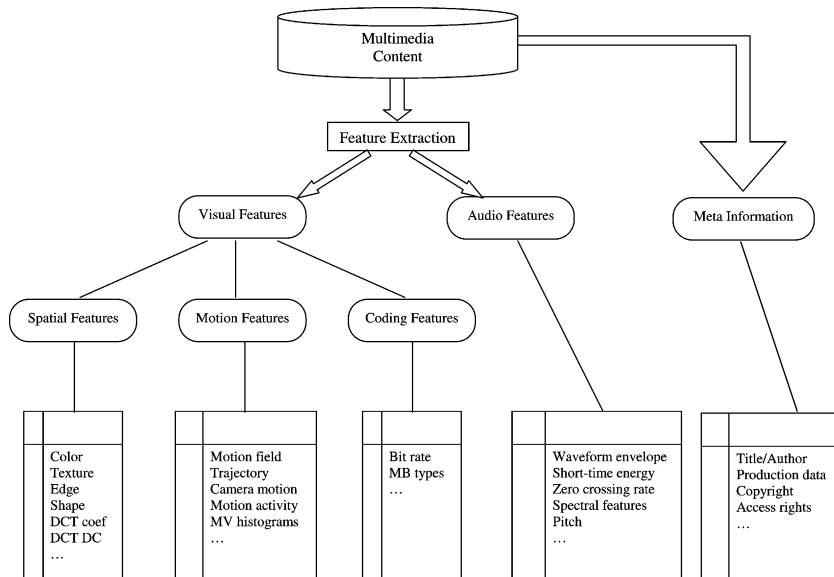 Multimedia
Content
Feature Extraction
Visual Features
Audio Features
Meta Information
Spatial Features
Motion Features
Coding Features
Color
Texture
Edge
Shape
DCT coef
DCT DC
…
Motion field
Trajectory
Camera motion
Motion activity
MV histograms
…
Bit rate
MB types
…
Waveform envelope
Short-time energy
Zero crossing rate
Spectral features
Pitch
…
Title/Author
Production data
Copyright
Access rights
…